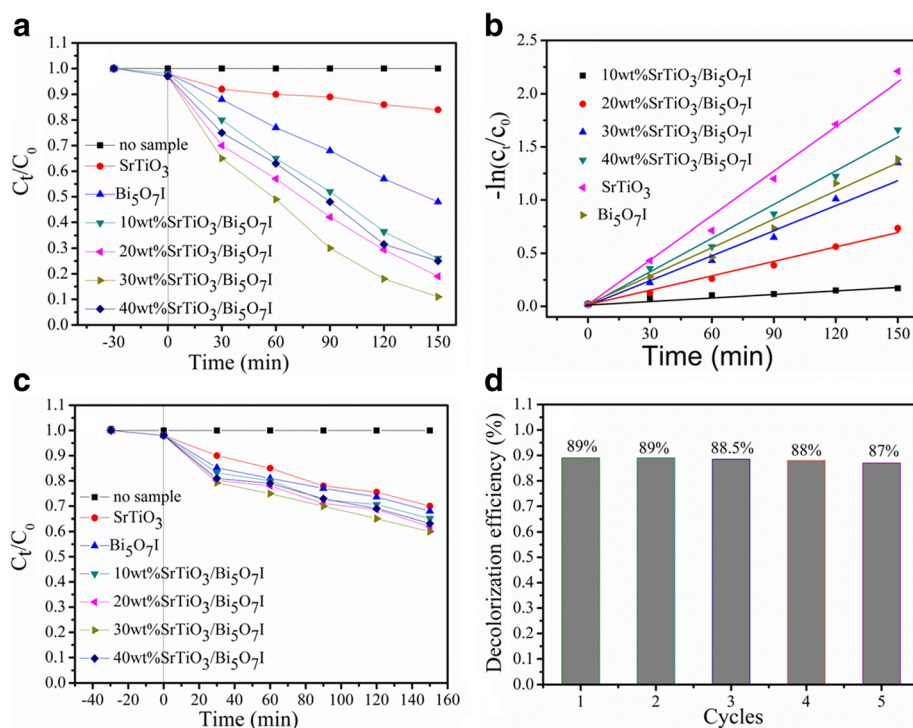 a
1.1
1.0
0.9
0.8
0.7
0.6
0.5
0.4
0.3
0.2
0.1
0.0
Ct/C0
no sample
SrTiO3
Bi5O7I
10wt%SrTiO3/Bi5O7I
20wt%SrTiO3/Bi5O7I
30wt%SrTiO3/Bi5O7I
40wt%SrTiO3/Bi5O7I
-30 0 30 60 90 120 150
Time (min)
b
2.5
2.0
1.5
1.0
0.5
0.0
-ln(ct/c0)
10wt%SrTiO3/Bi5O7I
20wt%SrTiO3/Bi5O7I
30wt%SrTiO3/Bi5O7I
40wt%SrTiO3/Bi5O7I
SrTiO3
Bi5O7I
0 30 60 90 120 150
Time (min)
c
1.1
1.0
0.9
0.8
0.7
0.6
0.5
0.4
0.3
0.2
0.1
0.0
Ct/C0
no sample
SrTiO3
Bi5O7I
10wt%SrTiO3/Bi5O7I
20wt%SrTiO3/Bi5O7I
30wt%SrTiO3/Bi5O7I
40wt%SrTiO3/Bi5O7I
-40 -20 0 20 40 60 80 100 120 140 160
Time (min)
d
1.1
1.0
0.9
0.8
0.7
0.6
0.5
0.4
0.3
0.2
0.1
0.0
Decolorization efficiency (%)
89% 89% 88.5% 88% 87%
1 2 3 4 5
Cycles